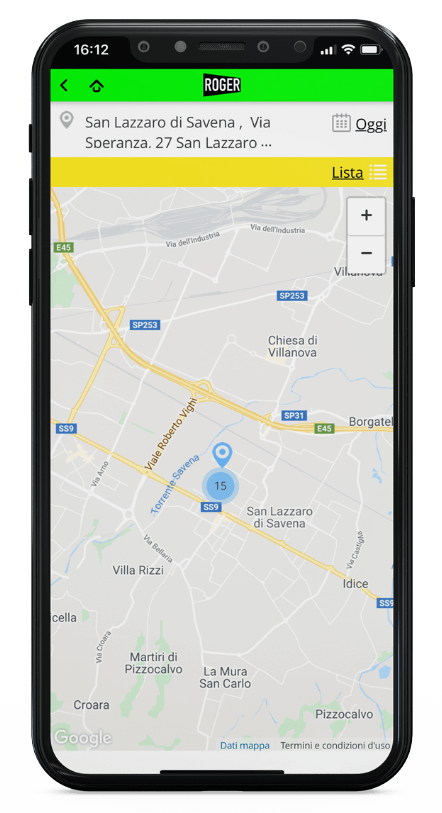 16:12
ROGER
San Lazzaro di Savena , Via
Speranza, 27 San Lazzaro ...
Oggi
Lista
+
−
Via dell'Industria
Via dell'Industria
E45
Villanova
SP253
SP253
Chiesa di
Villanova
SP31
Borgatel
E45
SS9
Viale Roberto Vighi
Via Arno
Torrente Savena
15
SS9
San Lazzaro
di Savena
Via Bellaria
Via Castiglia
Villa Rizzi
Idice
SS9
cella
Via Croara
Martiri di
Pizzocalvo
La Mura
San Carlo
Croara
Pizzocalvo
Google
Dati mappa
Termini e condizioni d'uso